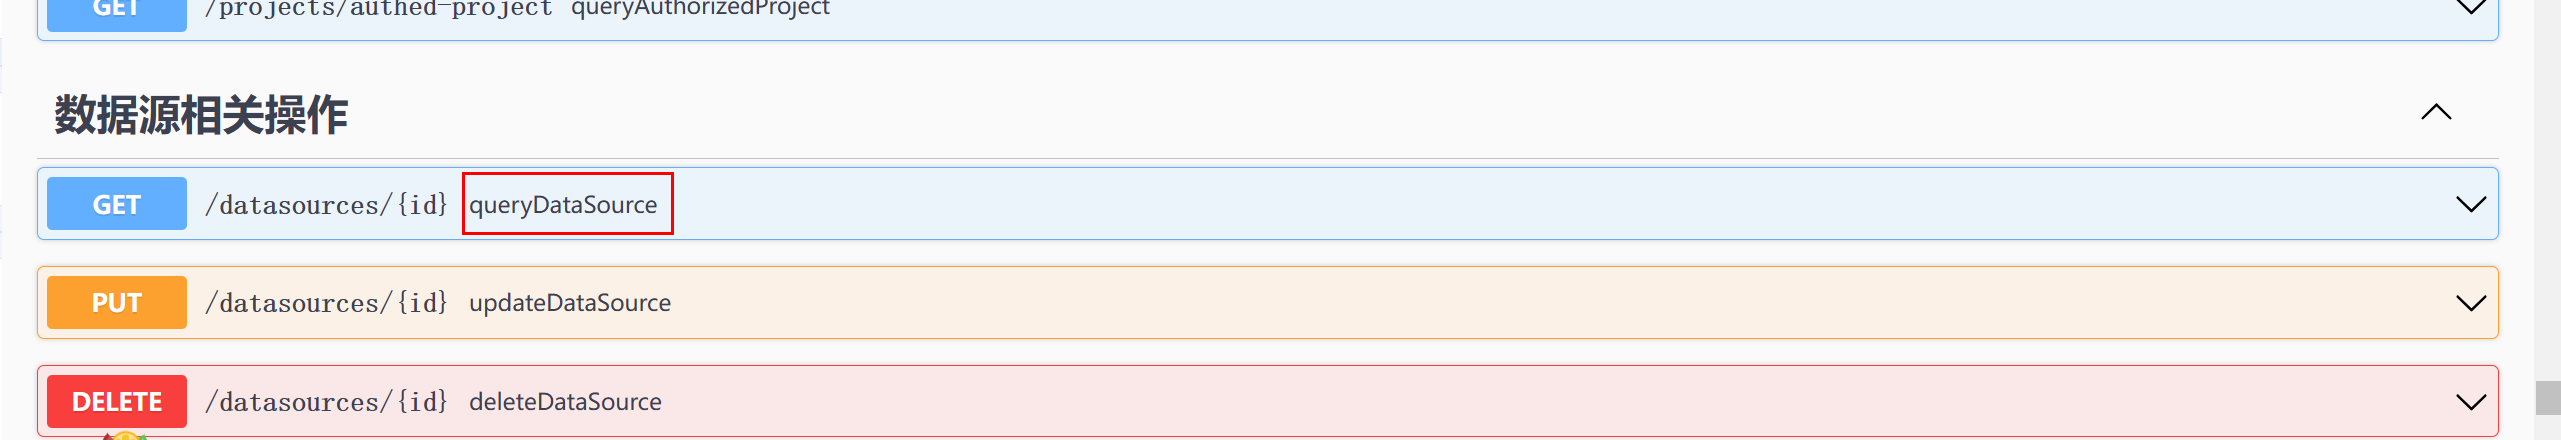 GET /projects/authed-project queryAuthorizedProject
数据源相关操作
GET /datasources/{id} queryDataSource
PUT /datasources/{id} updateDataSource
DELETE /datasources/{id} deleteDataSource